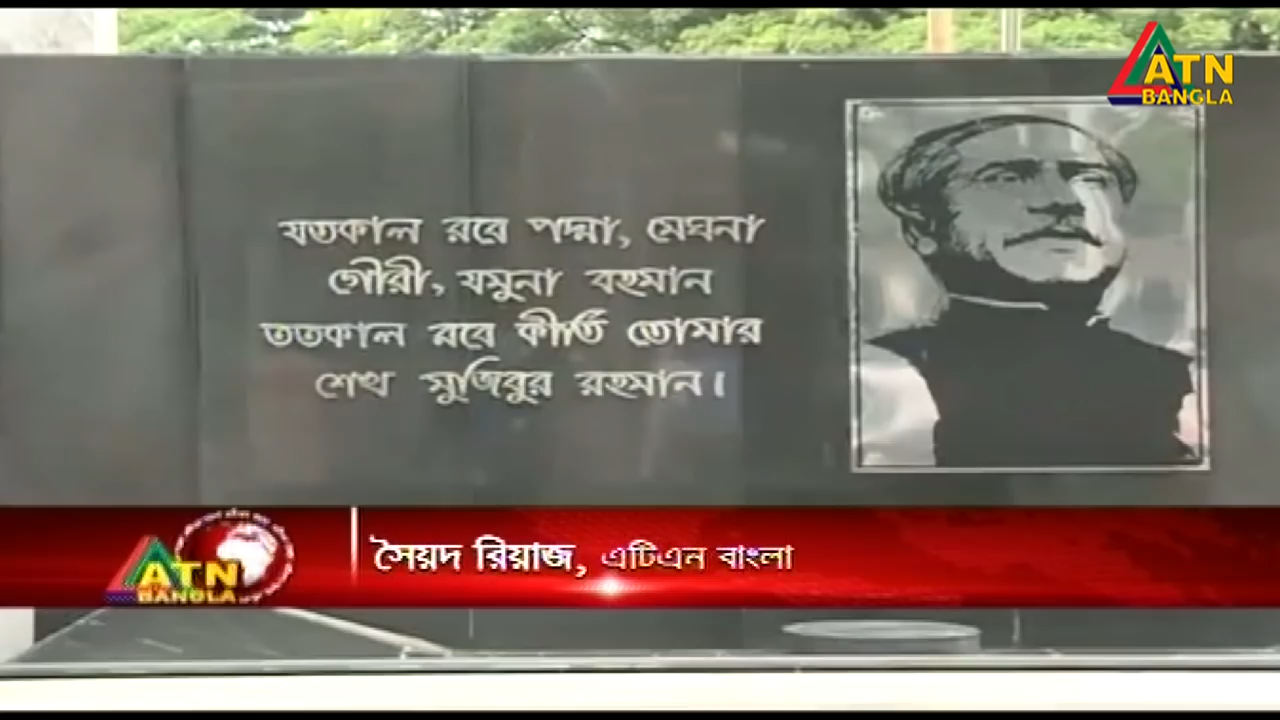 ATN
BANGLA
যতকাল রবে পদ্মা, মেঘনা
গৌরী, যমুনা বহমান
ততকাল রবে কীর্তি তোমার
শেখ মুজিবুর রহমান।
ATN
BANGLA
সৈয়দ রিয়াজ, এটিএন বাংলা